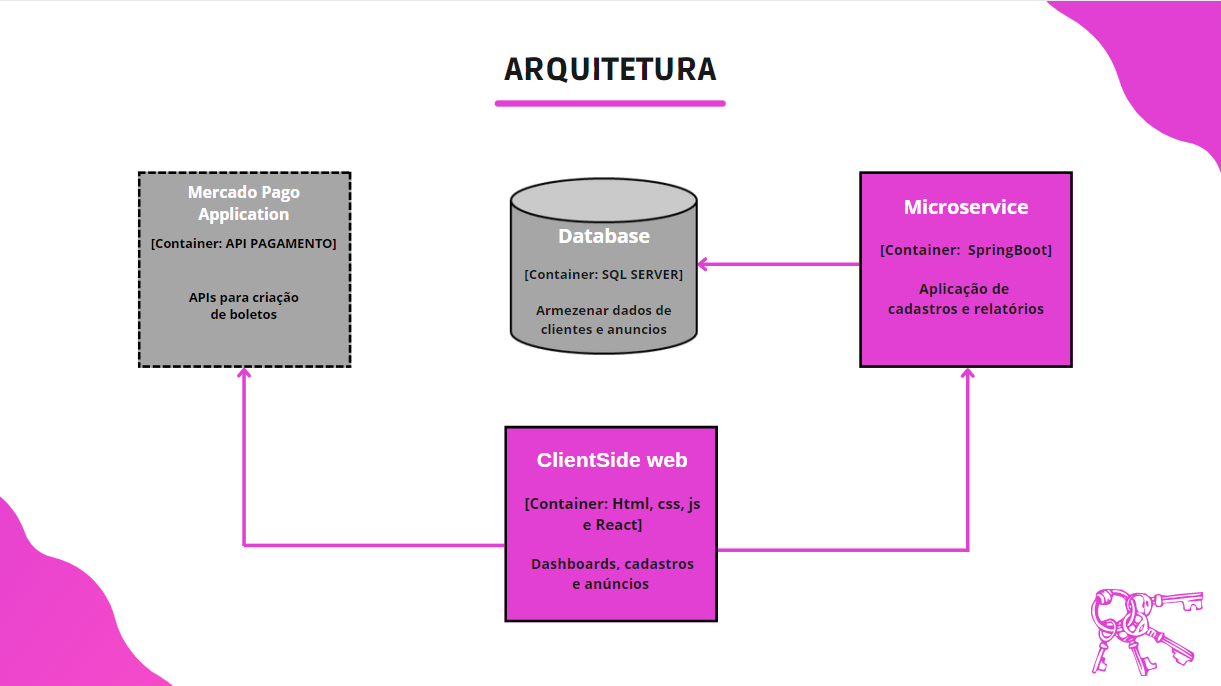 ARQUITETURA
Mercado Pago
Application
[Container: API PAGAMENTO]
APIs para criação
de boletos
Database
[Container: SQL SERVER]
Armezenar dados de
clientes e anuncios
Microservice
[Container: SpringBoot]
Aplicação de
cadastros e relatórios
ClientSide web
[Container: Html, css, js
e React]
Dashboards, cadastros
e anúncios